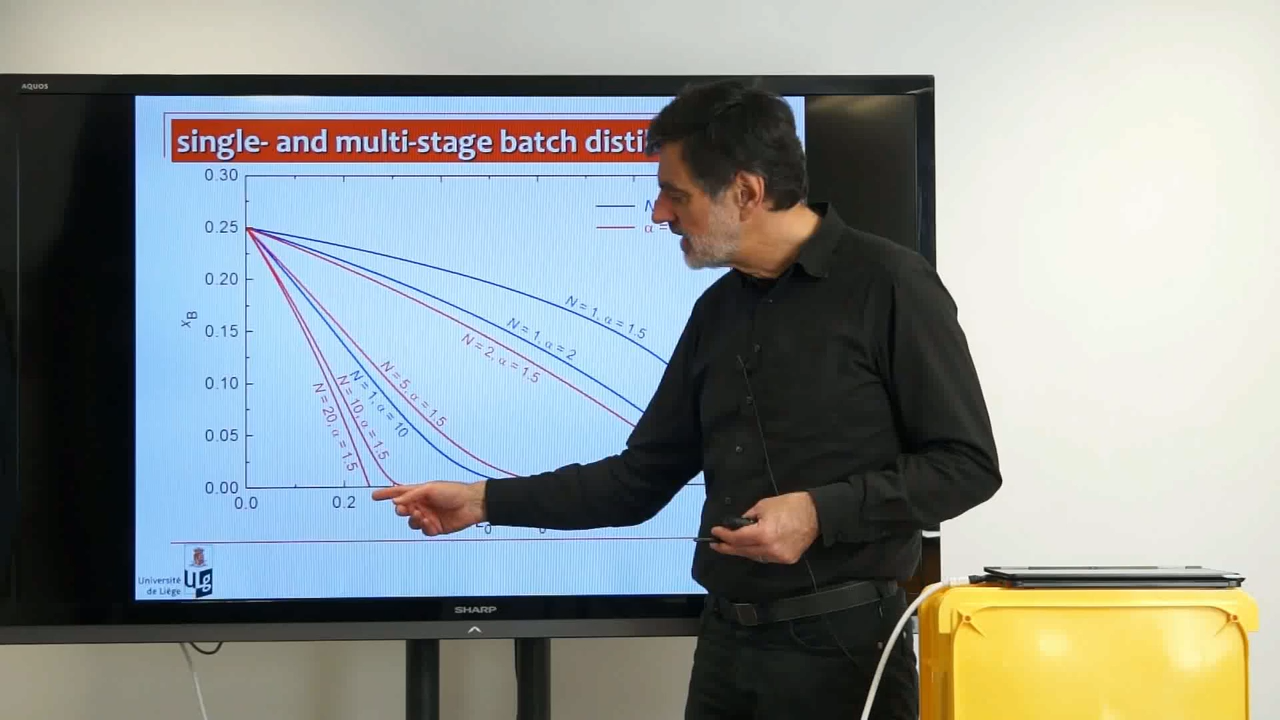 AQUOS
single- and multi-stage batch
0.30
0.25
0.20
0.15
0.10
0.05
0.00
xB
0.0
0.2
N
α =
N = 1, α = 1.5
N = 1, α = 2
N = 2, α = 1.5
N = 5, α = 1.5
N = 1, α = 10
N = 10, α = 1.5
N = 20, α = 1.5
Université
de Liège
ULg
SHARP